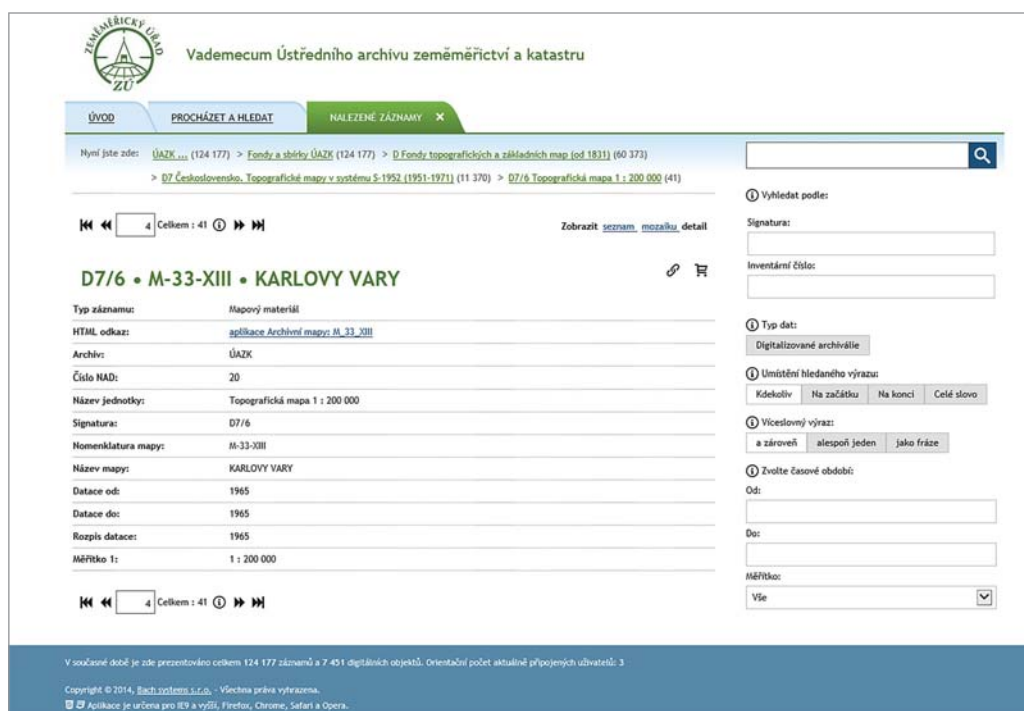 ZEMĚMĚŘICKÝ ÚŘAD
ZÚ
Vademecum Ústředního archivu zeměměřictví a katastru
ÚVOD
PROCHÁZET A HLEDAT
NALEZENÉ ZÁZNAMY ×
Nyní jste zde: ÚAZK ... (124 177) > Fondy a sbírky ÚAZK (124 177) > D Fondy topografických a základních map (od 1831) (60 373)
> D7 Československo. Topografické mapy v systému S-1952 (1951-1971) (11 370) > D7/6 Topografická mapa 1 : 200 000 (41)
4 Celkem : 41
Zobrazit seznam mozaiku detail
D7/6 • M-33-XIII • KARLOVY VARY
Typ záznamu: Mapový materiál
HTML odkaz: aplikace Archivní mapy: M_33_XIII
Archiv: ÚAZK
Číslo NAD: 20
Název jednotky: Topografická mapa 1 : 200 000
Signatura: D7/6
Nomenklatura mapy: M-33-XIII
Název mapy: KARLOVY VARY
Datace od: 1965
Datace do: 1965
Rozpis datace: 1965
Měřítko 1: 1 : 200 000
4 Celkem : 41
Vyhledat podle:
Signatura:
Inventární číslo:
Typ dat:
Digitalizované archiválie
Umístění hledaného výrazu:
Kdekoliv Na začátku Na konci Celé slovo
Víceslovný výraz:
a zároveň alespoň jeden jako fráze
Zvolte časové období:
Od:
Do:
Měřítko:
Vše
V současné době je zde prezentováno celkem 124 177 záznamů a 7 451 digitálních objektů. Orientační počet aktuálně připojených uživatelů: 3
Copyright © 2014, Bach systems s.r.o. - Všechna práva vyhrazena.
Aplikace je určena pro IE9 a vyšší, Firefox, Chrome, Safari a Opera.